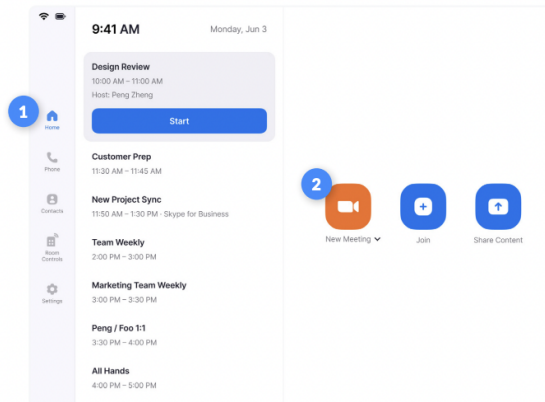 9:41 AM
Monday, Jun 3
1
Home
Phone
Contacts
Room
Controls
Settings
Design Review
10:00 AM – 11:00 AM
Host: Peng Zheng
Start
Customer Prep
11:30 AM – 11:45 AM
New Project Sync
11:50 AM – 1:30 PM · Skype for Business
Team Weekly
2:00 PM – 3:00 PM
Marketing Team Weekly
3:00 PM – 3:30 PM
Peng / Foo 1:1
3:30 PM – 4:00 PM
All Hands
4:00 PM – 5:00 PM
2
New Meeting
Join
Share Content